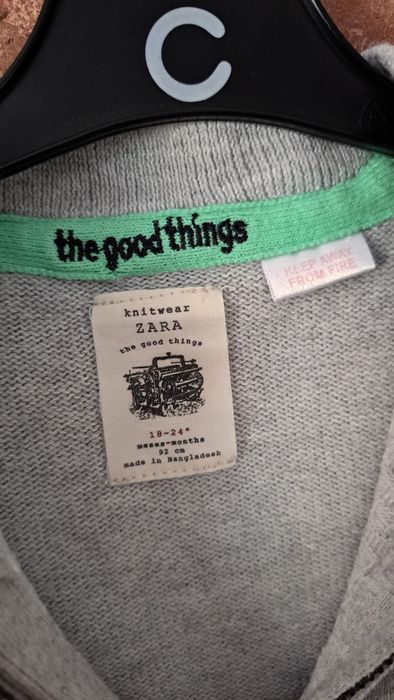 C
the good things
KEEP AWAY
FROM FIRE
knitwear
ZARA
the good things
18-24*
meses-months
92 cm
made in Bangladesh